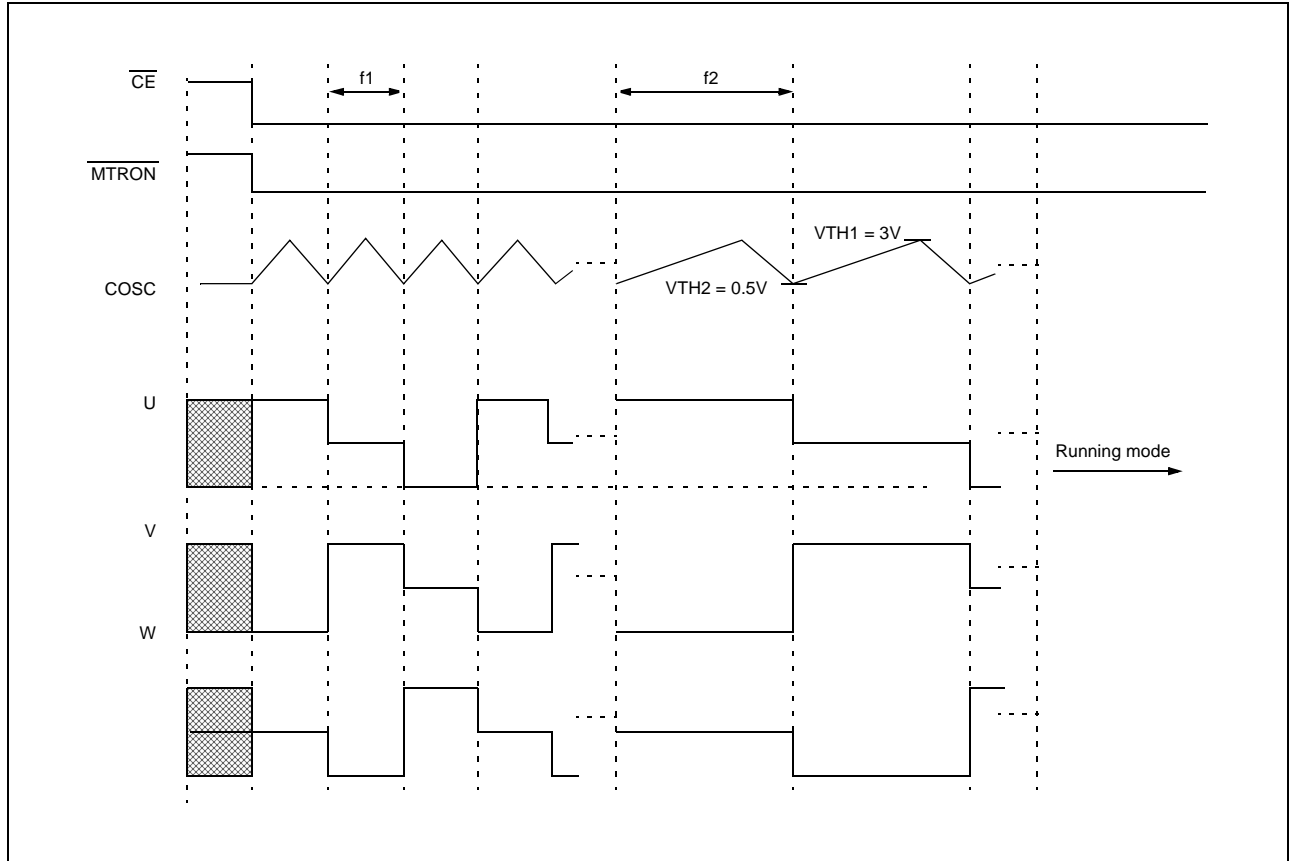 CE
f1
f2
MTRON
VTH1 = 3V
COSC
VTH2 = 0.5V
U
Running mode
V
W